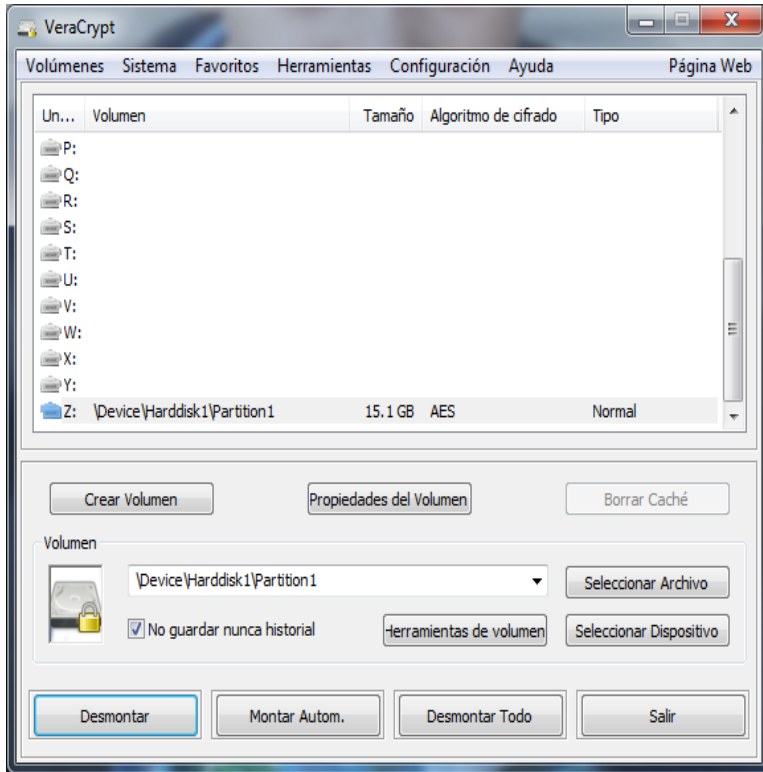 VeraCrypt
Volúmenes Sistema Favoritos Herramientas Configuración Ayuda Página Web
Un... Volumen Tamaño Algoritmo de cifrado Tipo
P:
Q:
R:
S:
T:
U:
V:
W:
X:
Y:
Z: \Device\Harddisk1\Partition1 15.1 GB AES Normal
Crear Volumen Propiedades del Volumen Borrar Caché
Volumen
\Device\Harddisk1\Partition1 Seleccionar Archivo
No guardar nunca historial Herramientas de volumen Seleccionar Dispositivo
Desmontar Montar Autom. Desmontar Todo Salir